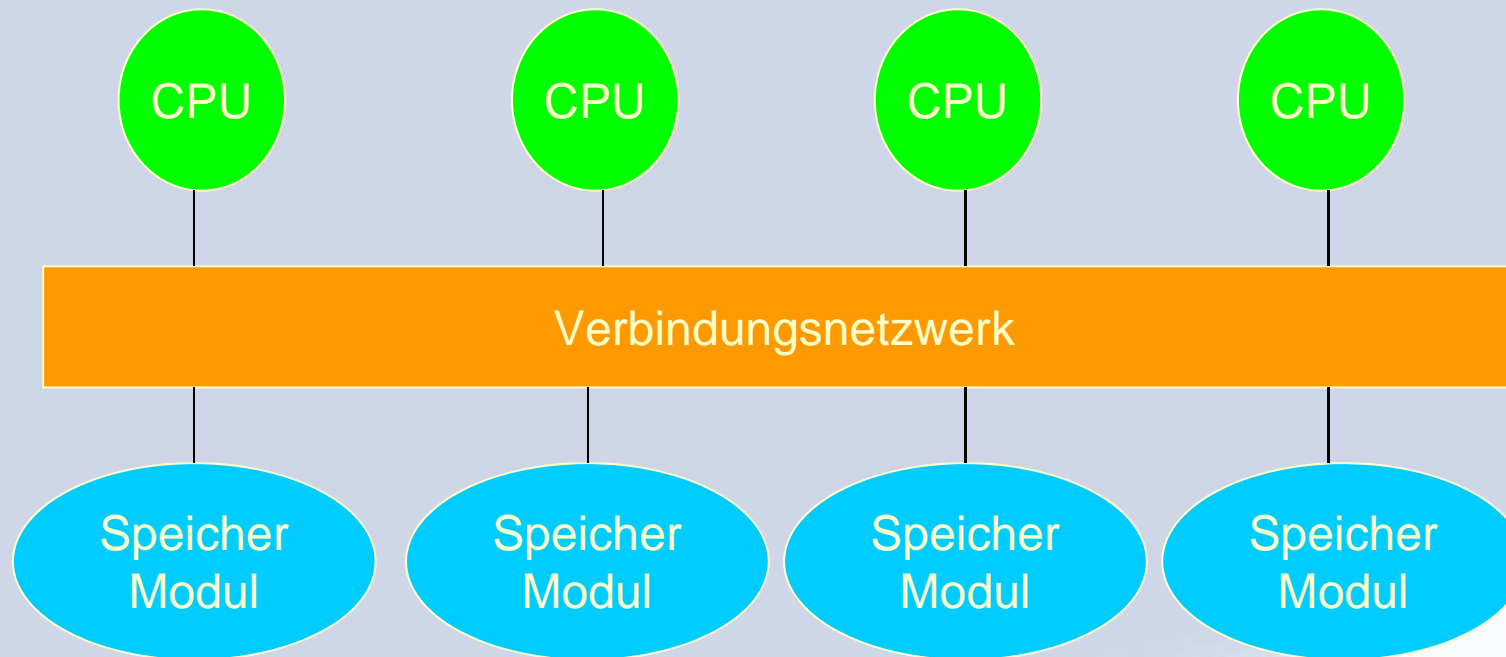 CPU
CPU
CPU
CPU
Verbindungsnetzwerk
Speicher
Modul
Speicher
Modul
Speicher
Modul
Speicher
Modul